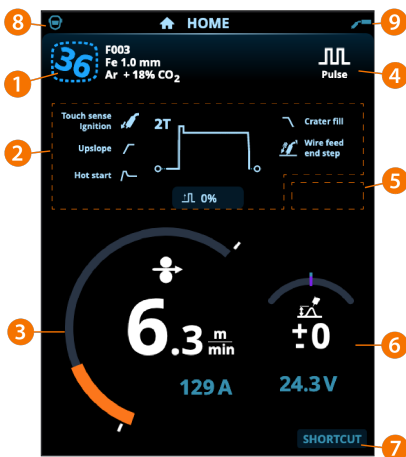 8
HOME
9
36
F003
Fe 1.0 mm
Ar + 18% CO2
Pulse
1
4
Touch sense
Ignition
2T
Crater fill
2
Upslope
Wire feed
end step
Hot start
5
0%
3
6.3 m/min
±0
6
129 A
24.3 V
SHORTCUT
7